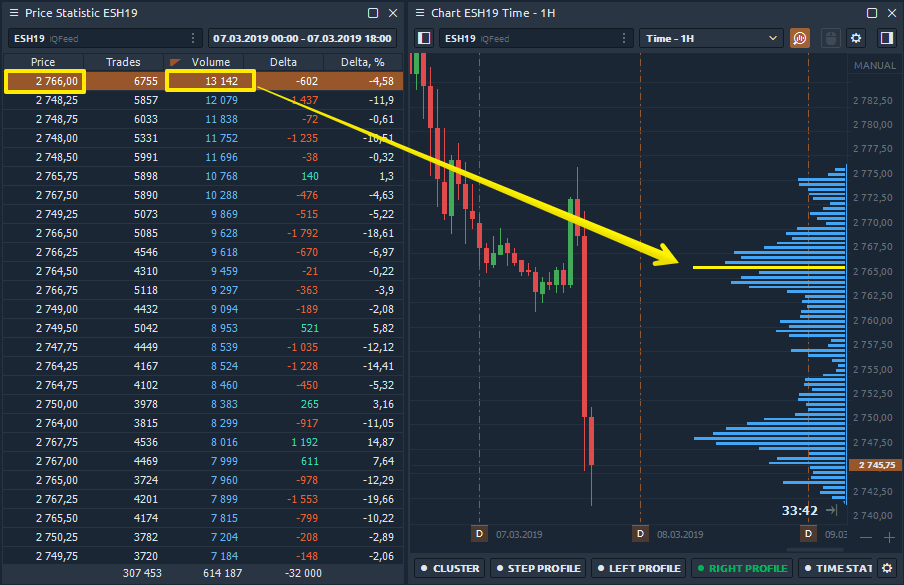 Price Statistic ESH19
ESH19 iQFeed
07.03.2019 00:00 - 07.03.2019 18:00
Price Trades Volume Delta Delta, %
2 766,00 6755 13 142 -602 -4,58
2 748,25 5857 12 079 -1 437 -11,9
2 748,75 6033 11 838 -72 -0,61
2 748,00 5331 11 752 -1 235 -10,51
2 748,50 5991 11 696 -38 -0,32
2 765,75 5898 10 768 140 1,3
2 767,50 5890 10 288 -476 -4,63
2 749,25 5073 9 869 -515 -5,22
2 766,50 5085 9 628 -1 792 -18,61
2 766,25 4546 9 618 -670 -6,97
2 764,50 4310 9 459 -21 -0,22
2 766,75 5118 9 297 -363 -3,9
2 749,00 4432 9 094 -189 -2,08
2 749,50 5042 8 953 521 5,82
2 747,75 4449 8 539 -1 035 -12,12
2 764,25 4167 8 524 -1 228 -14,41
2 764,75 4102 8 460 -450 -5,32
2 750,00 3978 8 383 265 3,16
2 764,00 3815 8 299 -917 -11,05
2 767,75 4536 8 016 1 192 14,87
2 767,00 4469 7 999 611 7,64
2 765,00 3724 7 960 -978 -12,29
2 767,25 4201 7 899 -1 553 -19,66
2 765,50 4174 7 815 -799 -10,22
2 750,25 3782 7 204 -208 -2,89
2 749,75 3720 7 184 -148 -2,06
307 453 614 187 -32 000
Chart ESH19 Time - 1H
ESH19 iQFeed
Time - 1H
MANUAL
2 782,50
2 780,00
2 777,50
2 775,00
2 772,50
2 770,00
2 767,50
2 765,00
2 762,50
2 760,00
2 757,50
2 755,00
2 752,50
2 750,00
2 747,50
2 745,75
2 742,50
2 740,00
33:42
D 07.03.2019 D 08.03.2019 D 09.03
CLUSTER STEP PROFILE LEFT PROFILE RIGHT PROFILE TIME STAT